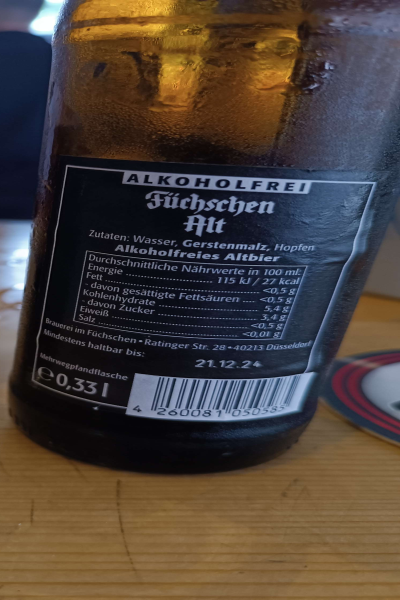 ALKOHOLFREI
Füchschen
Alt
Zutaten: Wasser, Gerstenmalz, Hopfen
Alkoholfreies Altbier
Durchschnittliche Nährwerte in 100 ml:
Energie ........ 115 kJ / 27 kcal
Fett ........ <0,5 g
- davon gesättigte Fettsäuren .... <0,5 g
Kohlenhydrate ........ 5,4 g
- davon Zucker ........ 3,4 g
Eiweiß ........ <0,5 g
Salz ........ <0,01 g
Brauerei im Füchschen • Ratinger Str. 28 • 40213 Düsseldorf
Mindestens haltbar bis:
21.12.24
Mehrwegpfandflasche
e 0,33 l
4 260081 050585